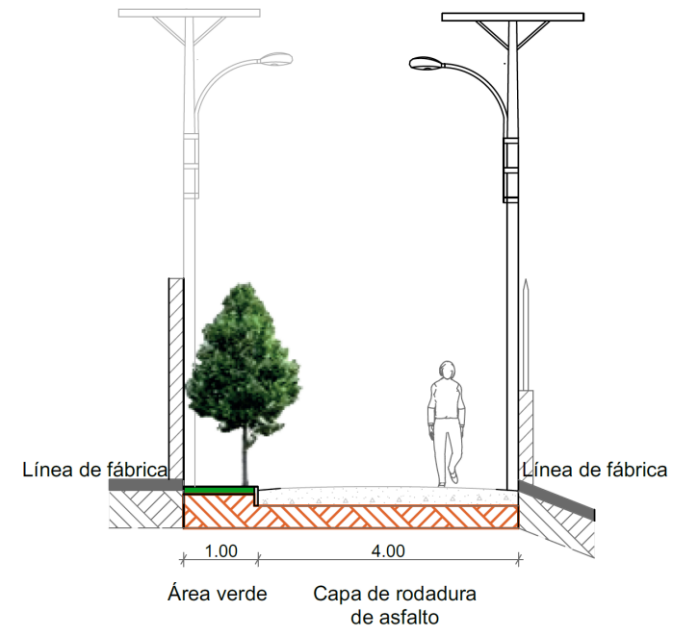 Línea de fábrica
Línea de fábrica
1.00
4.00
Área verde
Capa de rodadura
de asfalto